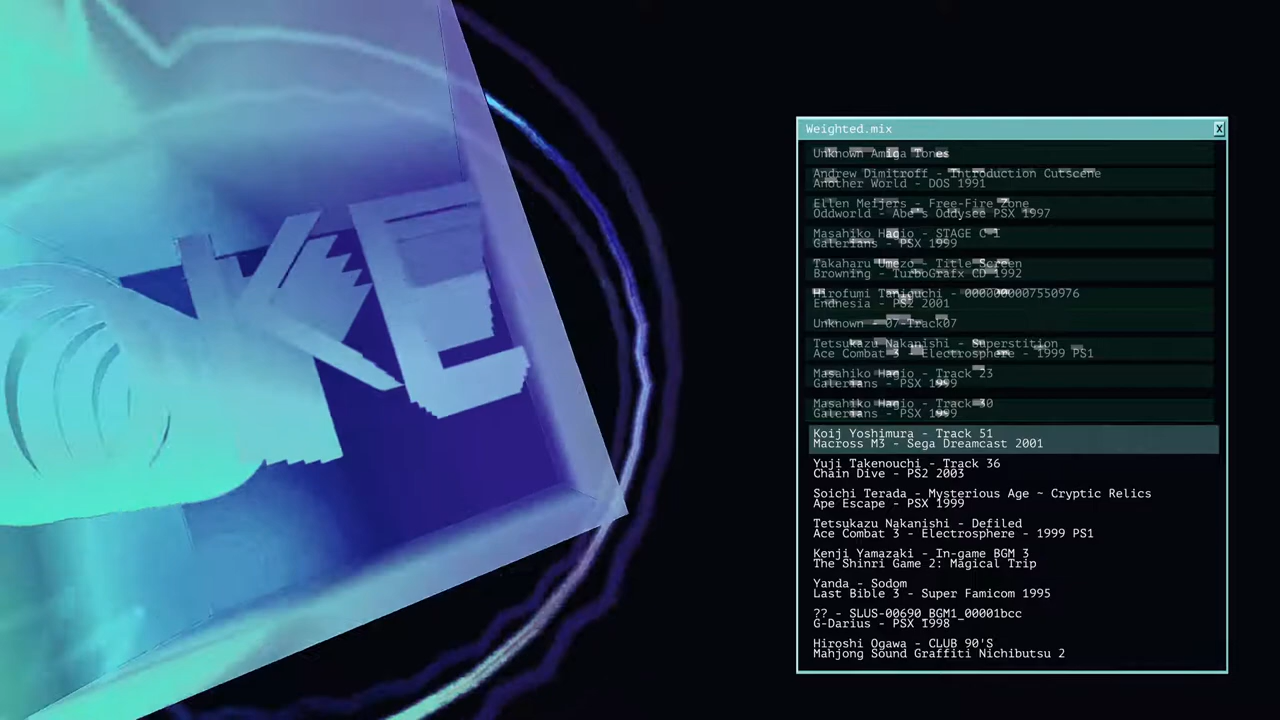 KE
Weighted.mix
X
Unknown Amiga Tones
Andrew Dimitroff - Introduction Cutscene
Another World - DOS 1991
Ellen Meijers - Free-Fire Zone
Oddworld - Abe's Oddysee PSX 1997
Masahiko Hagio - STAGE C-1
Galerians - PSX 1999
Takaharu Umezo - Title Screen
Browning - TurboGrafx CD 1992
Hirofumi Taniguchi - 0000000007550976
Endnesia - PS2 2001
Unknown - 07-Track07
Tetsukazu Nakanishi - Superstition
Ace Combat 3 - Electrosphere - 1999 PS1
Masahiko Hagio - Track 23
Galerians - PSX 1999
Masahiko Hagio - Track 30
Galerians - PSX 1999
Koij Yoshimura - Track 51
Macross M3 - Sega Dreamcast 2001
Yuji Takenouchi - Track 36
Chain Dive - PS2 2003
Soichi Terada - Mysterious Age ~ Cryptic Relics
Ape Escape - PSX 1999
Tetsukazu Nakanishi - Defiled
Ace Combat 3 - Electrosphere - 1999 PS1
Kenji Yamazaki - In-game BGM 3
The Shinri Game 2: Magical Trip
Yanda - Sodom
Last Bible 3 - Super Famicom 1995
?? - SLUS-00690_BGM1_00001bcc
G-Darius - PSX 1998
Hiroshi Ogawa - CLUB 90'S
Mahjong Sound Graffiti Nichibutsu 2